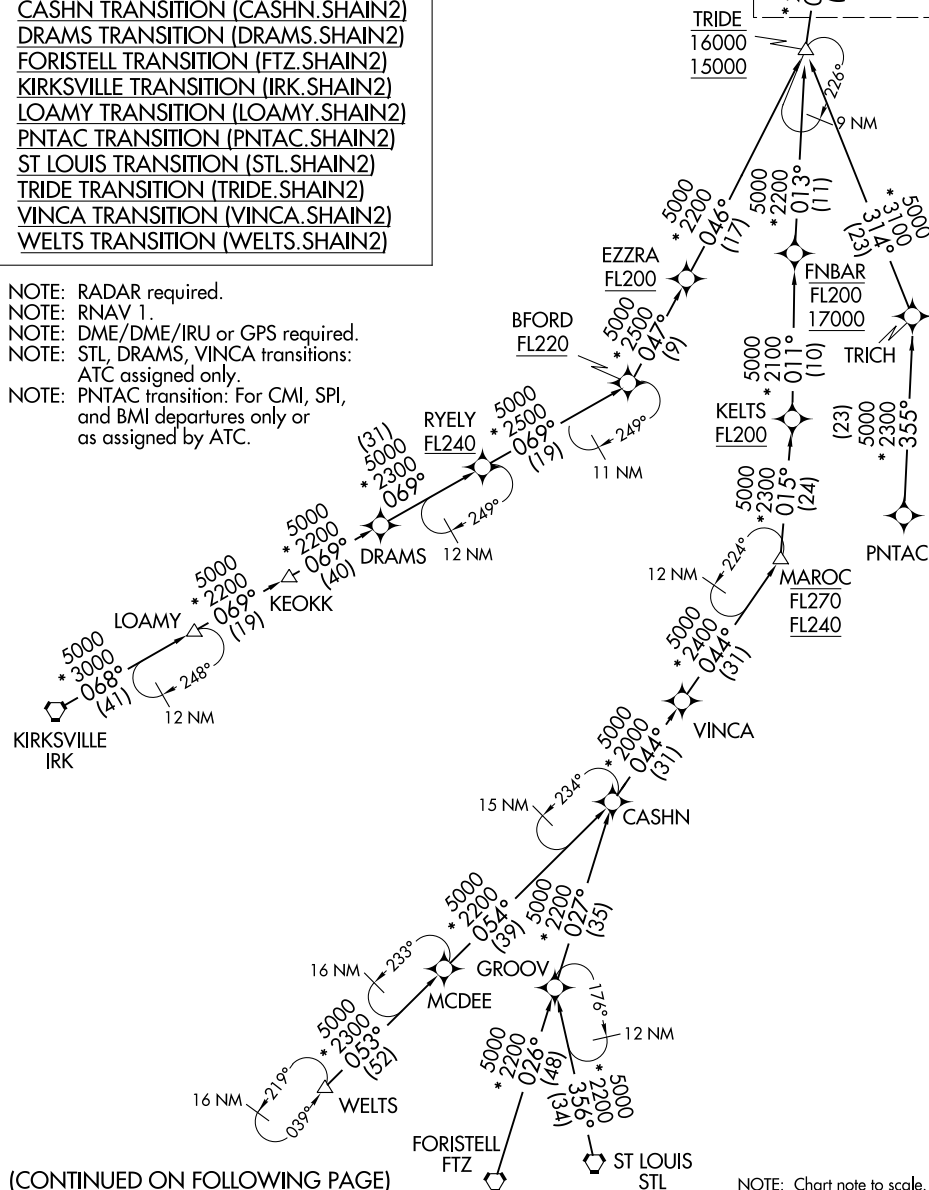 CASHN TRANSITION (CASHN.SHAIN2)
DRAMS TRANSITION (DRAMS.SHAIN2)
FORISTELL TRANSITION (FTZ.SHAIN2)
KIRKSVILLE TRANSITION (IRK.SHAIN2)
LOAMY TRANSITION (LOAMY.SHAIN2)
PNTAC TRANSITION (PNTAC.SHAIN2)
ST LOUIS TRANSITION (STL.SHAIN2)
TRIDE TRANSITION (TRIDE.SHAIN2)
VINCA TRANSITION (VINCA.SHAIN2)
WELTS TRANSITION (WELTS.SHAIN2)
NOTE: RADAR required.
NOTE: RNAV 1.
NOTE: DME/DME/IRU or GPS required.
NOTE: STL, DRAMS, VINCA transitions:
ATC assigned only.
NOTE: PNTAC transition: For CMI, SPI,
and BMI departures only or
as assigned by ATC.
TRIDE
16000
15000
226°
9 NM
5000
*2200
046°
(17)
5000
*2200
013°
(11)
5000
*3100
314°
(23)
EZZRA
FL200
FNBAR
FL200
17000
TRICH
BFORD
FL220
5000
*2500
047°
(9)
5000
*2100
011°
(10)
KELTS
FL200
(23)
5000
*2300
355°
PNTAC
RYELY
FL240
5000
*2500
069°
(19)
249°
11 NM
(31)
5000
*2300
069°
249°
12 NM
DRAMS
5000
*2200
069°
(40)
KEOKK
5000
*2200
069°
(19)
LOAMY
248°
12 NM
5000
*3000
068°
(41)
KIRKSVILLE
IRK
5000
*2300
015°
(24)
224°
12 NM
MAROC
FL270
FL240
5000
*2400
044°
(31)
VINCA
5000
*2000
044°
(31)
234°
15 NM
CASHN
5000
*2200
054°
(39)
5000
*2200
027°
(35)
233°
16 NM
MCDEE
GROOV
176°
12 NM
5000
*2300
053°
(52)
219°
039°
16 NM
WELTS
5000
*2200
026°
(48)
5000
*2200
356°
(34)
FORISTELL
FTZ
ST LOUIS
STL
(CONTINUED ON FOLLOWING PAGE)
NOTE: Chart note to scale.